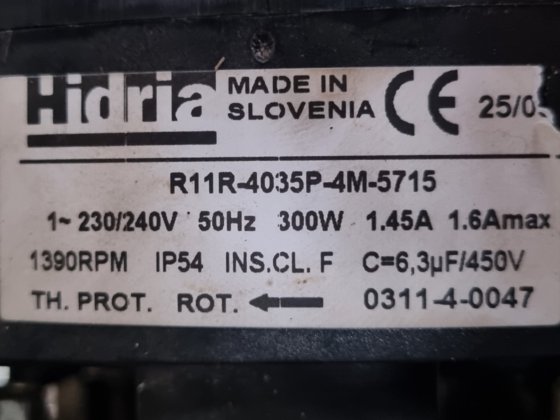 Hidria MADE IN SLOVENIA CE 25/0
R11R-4035P-4M-5715
1~ 230/240V 50Hz 300W 1.45A 1.6Amax
1390RPM IP54 INS.CL. F C=6,3µF/450V
TH. PROT. ROT. ← 0311-4-0047